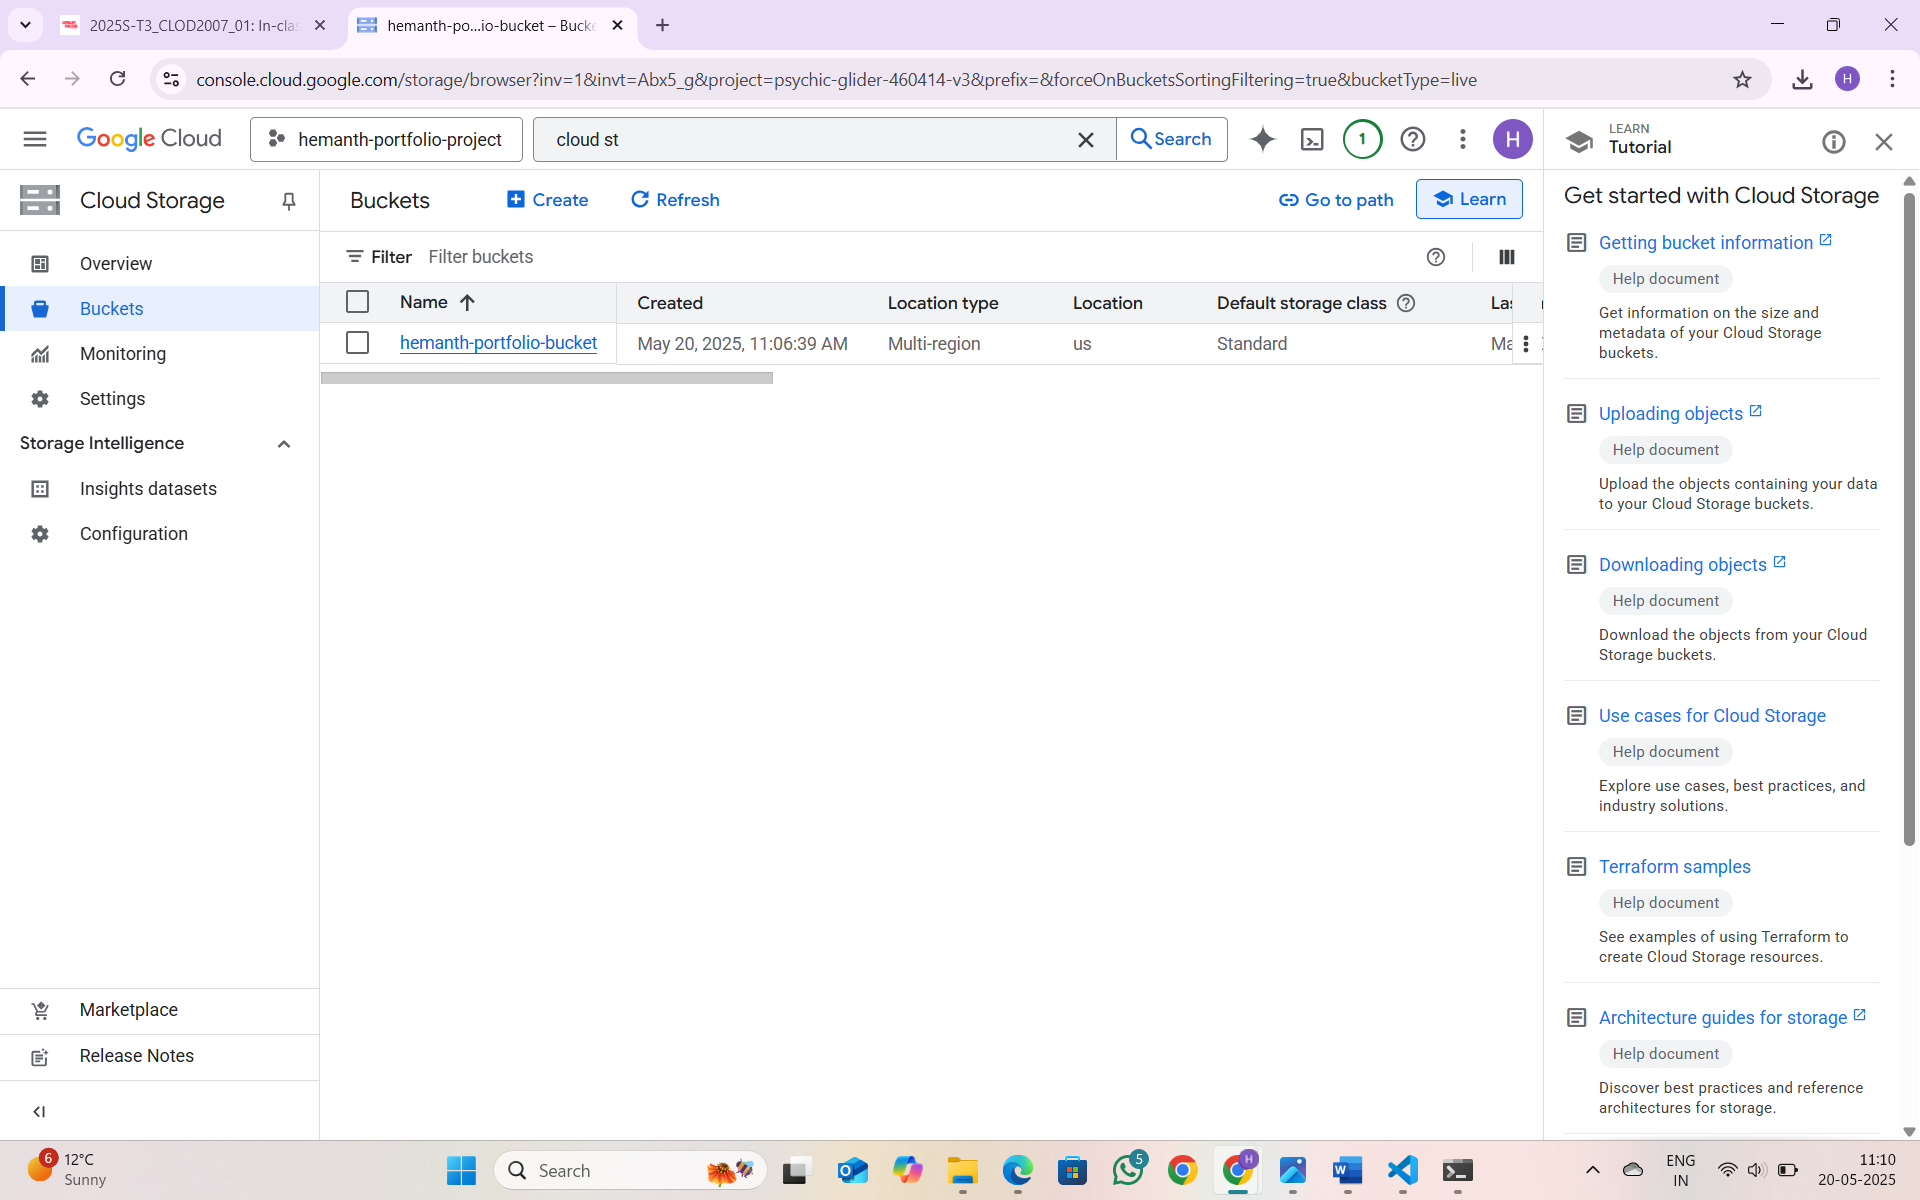 2025S-T3_CLOD2007_01: In-cla
hemanth-po...io-bucket – Bucke
console.cloud.google.com/storage/browser?inv=1&invt=Abx5_g&project=psychic-glider-460414-v3&prefix=&forceOnBucketsSortingFiltering=true&bucketType=live
H
Google Cloud
hemanth-portfolio-project
cloud st
Search
1
H
LEARN
Tutorial
Cloud Storage
Overview
Buckets
Monitoring
Settings
Storage Intelligence
Insights datasets
Configuration
Marketplace
Release Notes
Buckets
Create
Refresh
Go to path
Learn
Filter
Filter buckets
Name Created Location type Location Default storage class Las
hemanth-portfolio-bucket May 20, 2025, 11:06:39 AM Multi-region us Standard Ma
Get started with Cloud Storage
Getting bucket information
Help document
Get information on the size and
metadata of your Cloud Storage
buckets.
Uploading objects
Help document
Upload the objects containing your data
to your Cloud Storage buckets.
Downloading objects
Help document
Download the objects from your Cloud
Storage buckets.
Use cases for Cloud Storage
Help document
Explore use cases, best practices, and
industry solutions.
Terraform samples
Help document
See examples of using Terraform to
create Cloud Storage resources.
Architecture guides for storage
Help document
Discover best practices and reference
architectures for storage.
6
12°C
Sunny
Search
5
H
ENG
IN
11:10
20-05-2025